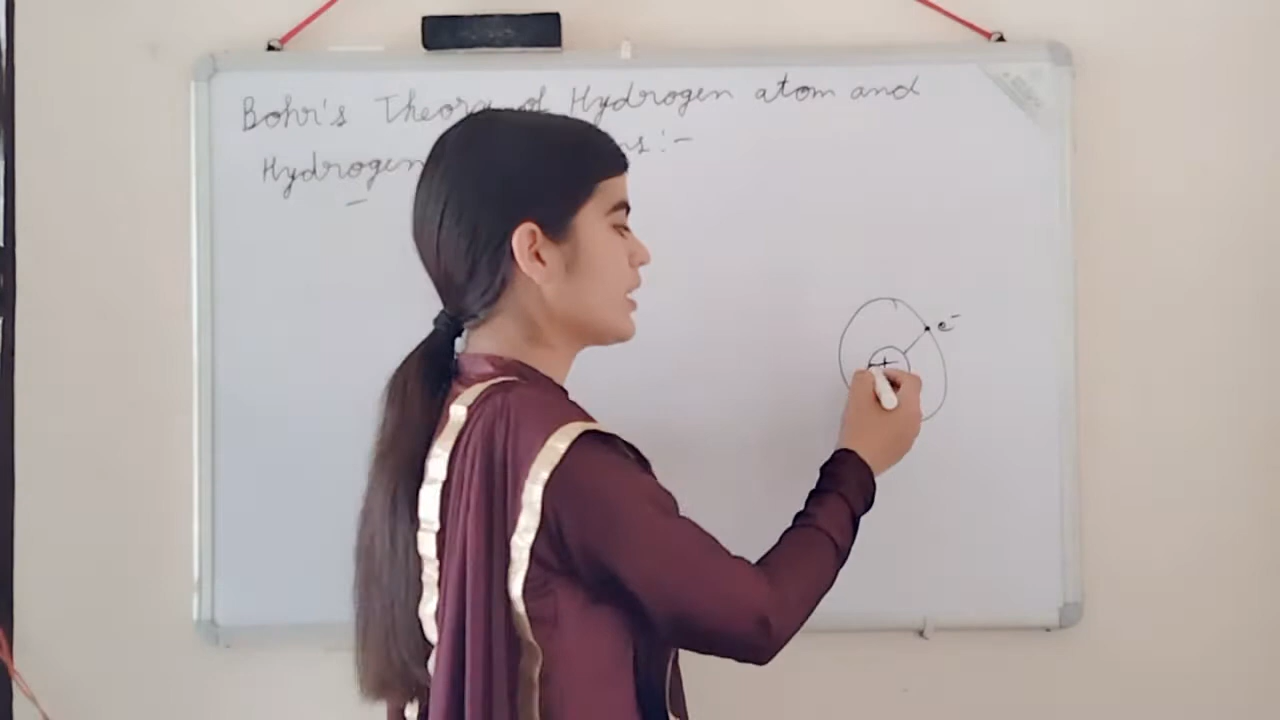 Bohr's Theory of Hydrogen atom and
Hydrogen :-
+ e-